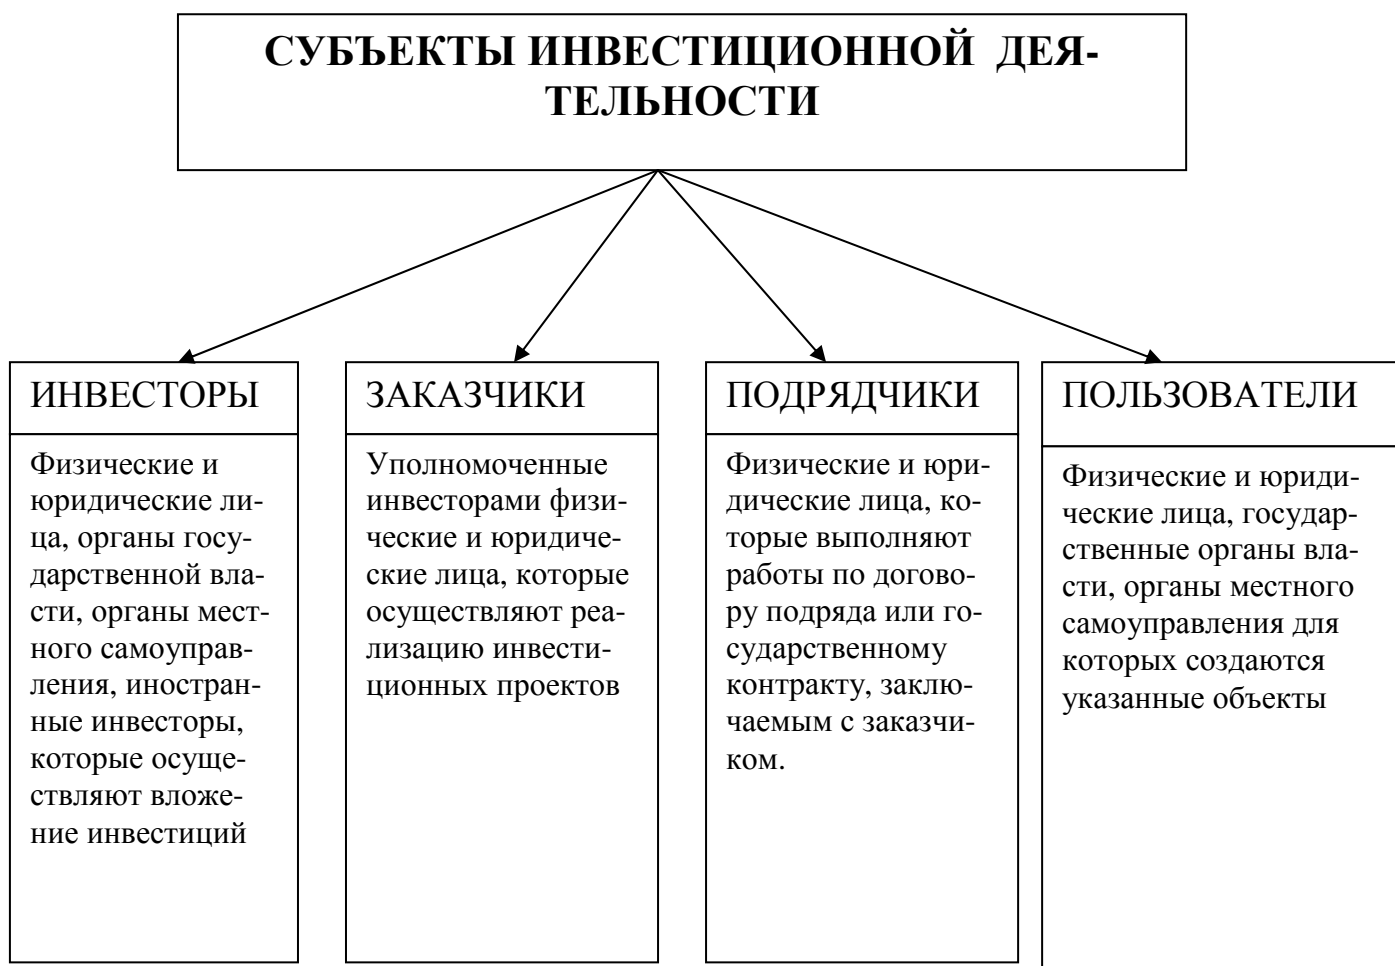 СУБЪЕКТЫ ИНВЕСТИЦИОННОЙ ДЕЯ-
ТЕЛЬНОСТИ
ИНВЕСТОРЫ
Физические и
юридические ли-
ца, органы госу-
дарственной вла-
сти, органы мест-
ного самоуправ-
ления, иностран-
ные инвесторы,
которые осуще-
ствляют вложе-
ние инвестиций
ЗАКАЗЧИКИ
Уполномоченные
инвесторами физи-
ческие и юридиче-
ские лица, которые
осуществляют реа-
лизацию инвести-
ционных проектов
ПОДРЯДЧИКИ
Физические и юри-
дические лица, ко-
торые выполняют
работы по догово-
ру подряда или го-
сударственному
контракту, заклю-
чаемым с заказчи-
ком.
ПОЛЬЗОВАТЕЛИ
Физические и юриди-
ческие лица, государ-
ственные органы вла-
сти, органы местного
самоуправления для
которых создаются
указанные объекты